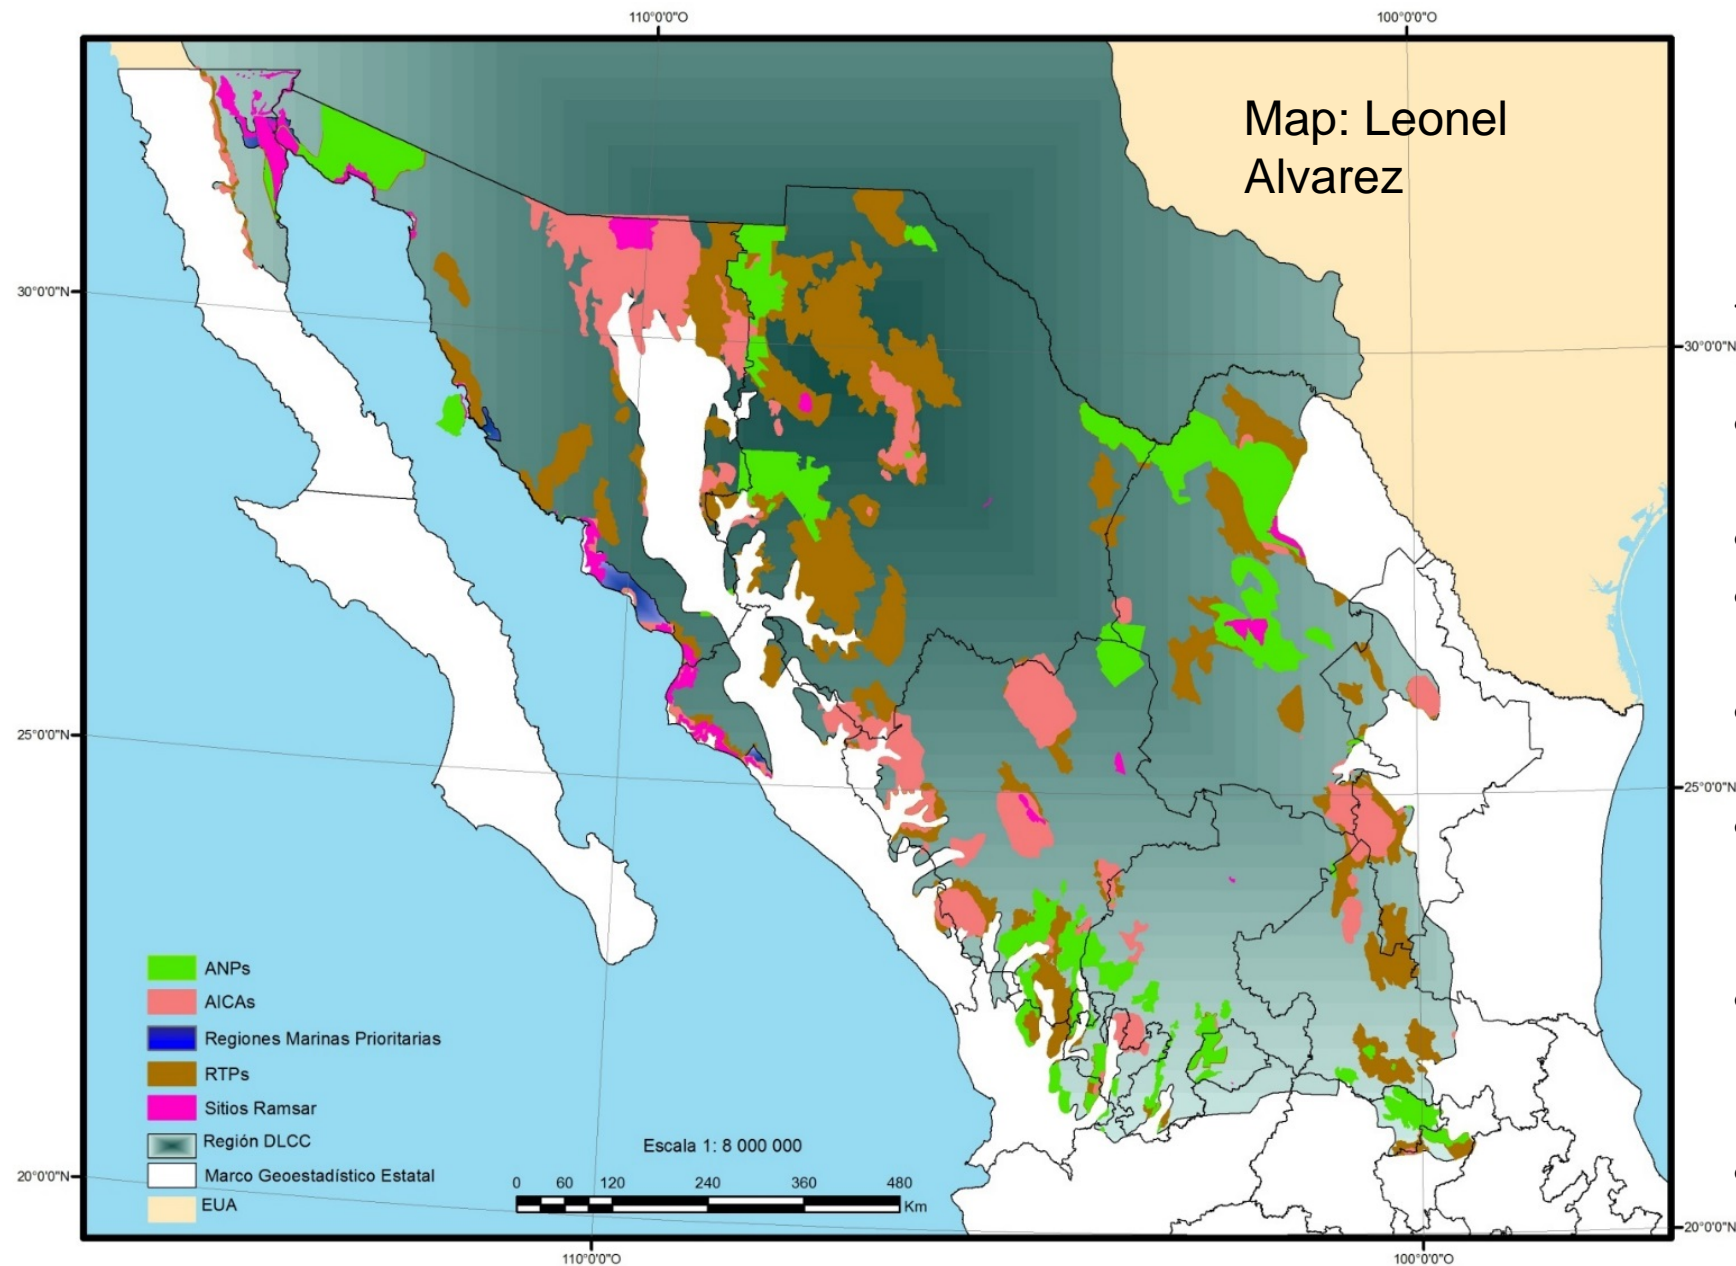 110°0'0"O
100°0'0"O
Map: Leonel
Alvarez
30°0'0"N
30°0'0"N
25°0'0"N
25°0'0"N
ANPs
AICAs
Regiones Marinas Prioritarias
RTPs
Sitios Ramsar
Región DLCC
Marco Geoestadístico Estatal
EUA
Escala 1: 8 000 000
0 60 120 240 360 480
Km
20°0'0"N
20°0'0"N
110°0'0"O
100°0'0"O